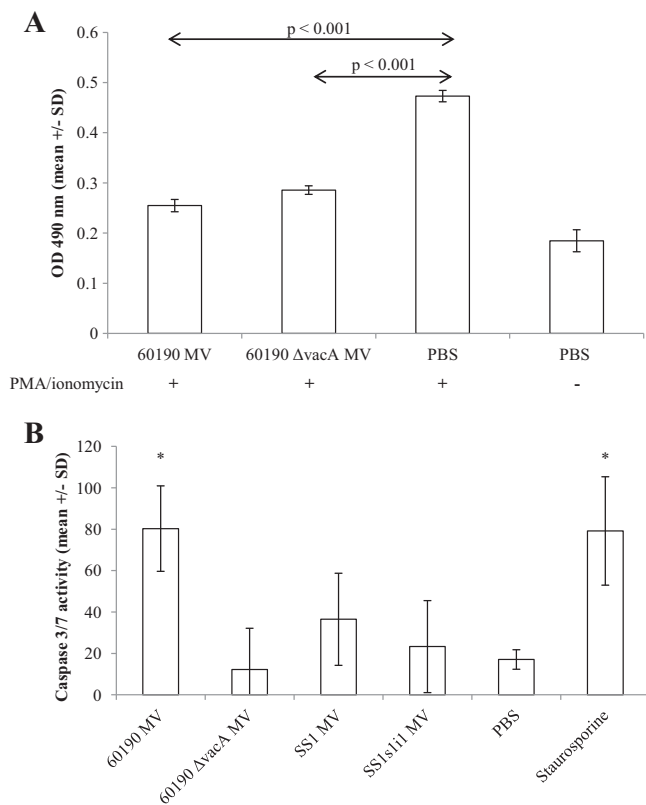 A
p < 0.001
p < 0.001
OD 490 nm (mean +/- SD)
0.6
0.5
0.4
0.3
0.2
0.1
0
60190 MV 60190 ΔvacA MV PBS PBS
PMA/ionomycin + + + -
B
Caspase 3/7 activity (mean +/- SD)
120
100
80
60
40
20
0
* *
60190 MV
60190 ΔvacA MV
SS1 MV
SS1s1i1 MV
PBS
Staurosporine